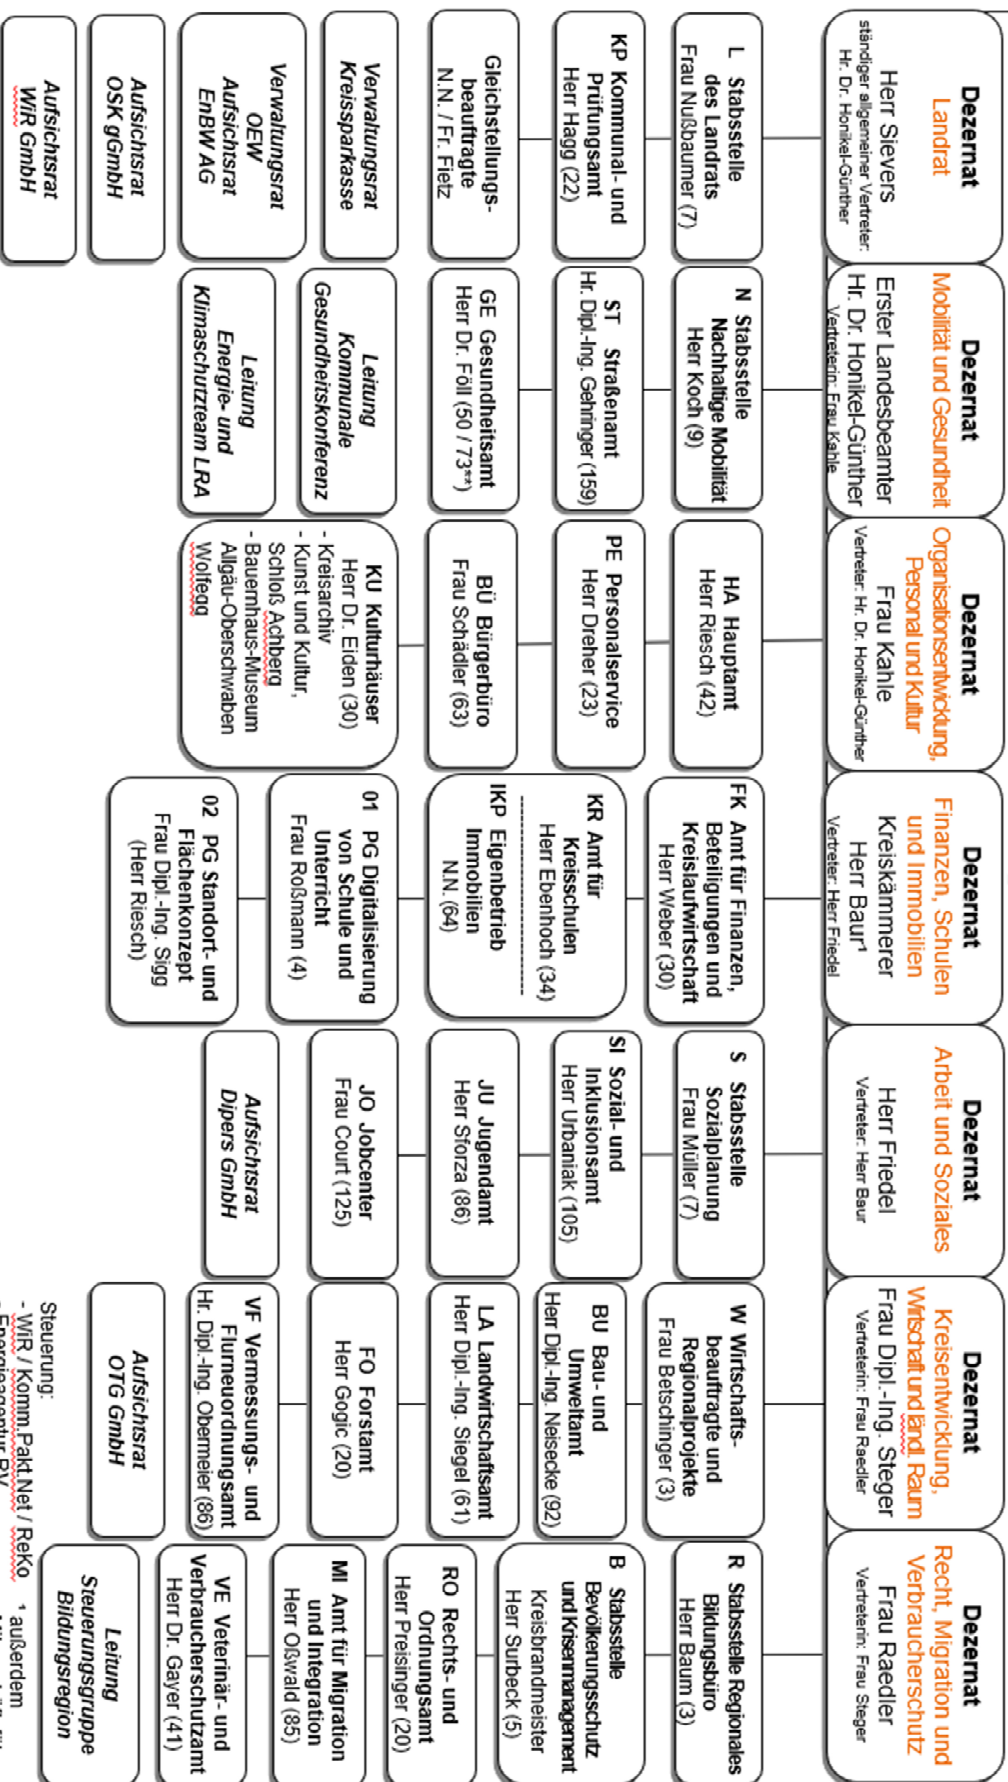 Dezernat
Landrat
Herr Sievers
ständiger allgemeiner Vertreter:
Hr. Dr. Honikel-Günther
L Stabsstelle
des Landrats
Frau Nußbaumer (7)
KP Kommunal- und
Prüfungsamt
Herr Hagg (22)
Gleichstellungs-
beauftragte
N.N. / Fr. Fietz
Verwaltungsrat
Kreissparkasse
Verwaltungsrat
OEW
Aufsichtsrat
EnBW AG
Aufsichtsrat
OSK gGmbH
Aufsichtsrat
WiR GmbH
Dezernat
Mobilität und Gesundheit
Erster Landesbeamter
Hr. Dr. Honikel-Günther
Vertreterin: Frau Kahle
N Stabsstelle
Nachhaltige Mobilität
Herr Koch (9)
ST Straßenamt
Hr. Dipl.-Ing. Gehringer (159)
GE Gesundheitsamt
Herr Dr. Föll (50 / 73**)
Leitung
Kommunale
Gesundheitskonferenz
Leitung
Energie- und
Klimaschutzteam LRA
Dezernat
Organisationsentwicklung,
Personal und Kultur
Frau Kahle
Vertreter: Hr. Dr. Honikel-Günther
HA Hauptamt
Herr Riesch (42)
PE Personalservice
Herr Dreher (23)
BÜ Bürgerbüro
Frau Schädler (63)
KU Kulturhäuser
Herr Dr. Eiden (30)
- Kreisarchiv
- Kunst und Kultur,
Schloß Achberg
- Bauernhaus-Museum
Allgäu-Oberschwaben
Wolfegg
Dezernat
Finanzen, Schulen
und Immobilien
Kreiskämmerer
Herr Baur¹
Vertreter: Herr Friedel
FK Amt für Finanzen,
Beteiligungen und
Kreislaufwirtschaft
Herr Weber (30)
KR Amt für
Kreisschulen
Herr Ebenhoch (34)
IKP Eigenbetrieb
Immobilien
N.N. (64)
01 PG Digitalisierung
von Schule und
Unterricht
Frau Roßmann (4)
02 PG Standort- und
Flächenkonzept
Frau Dipl.-Ing. Sigg
(Herr Riesch)
Dezernat
Arbeit und Soziales
Herr Friedel
Vertreter: Herr Baur
S Stabsstelle
Sozialplanung
Frau Müller (7)
SI Sozial- und
Inklusionsamt
Herr Urbaniak (105)
JU Jugendamt
Herr Sforza (86)
JO Jobcenter
Frau Court (125)
Aufsichtsrat
Dipers GmbH
Dezernat
Kreisentwicklung,
Wirtschaft und ländl. Raum
Frau Dipl.-Ing. Steger
Vertreterin: Frau Raedler
W Wirtschafts-
beauftragte und
Regionalprojekte
Frau Betschinger (3)
BU Bau- und
Umweltamt
Herr Dipl.-Ing. Neisecke (92)
LA Landwirtschaftsamt
Herr Dipl.-Ing. Siegel (61)
FO Forstamt
Herr Gogic (20)
VF Vermessungs- und
Flurneuordnungsamt
Hr. Dipl.-Ing. Obermeier (86)
Aufsichtsrat
OTG GmbH
Steuerung:
- WiR / Komm.Pakt.Net / ReKo
Dezernat
Recht, Migration und
Verbraucherschutz
Frau Raedler
Vertreterin: Frau Steger
R Stabsstelle Regionales
Bildungsbüro
Herr Baum (3)
B Stabsstelle
Bevölkerungsschutz
und Krisenmanagement
Kreisbrandmeister
Herr Surbeck (5)
RO Rechts- und
Ordnungsamt
Herr Preisinger (20)
MI Amt für Migration
und Integration
Herr Oßwald (85)
VE Veterinär- und
Verbraucherschutzamt
Herr Dr. Gayer (41)
Leitung
Steuerungsgruppe
Bildungsregion
¹ außerdem